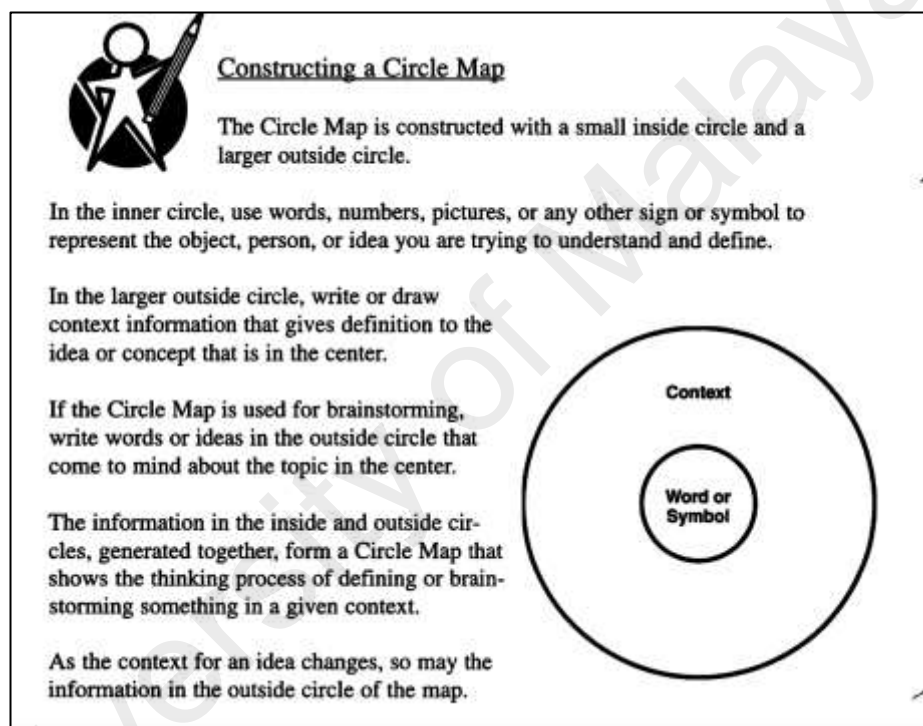 Constructing a Circle Map
The Circle Map is constructed with a small inside circle and a
larger outside circle.
In the inner circle, use words, numbers, pictures, or any other sign or symbol to
represent the object, person, or idea you are trying to understand and define.
In the larger outside circle, write or draw
context information that gives definition to the
idea or concept that is in the center.
If the Circle Map is used for brainstorming,
write words or ideas in the outside circle that
come to mind about the topic in the center.
The information in the inside and outside cir-
cles, generated together, form a Circle Map that
shows the thinking process of defining or brain-
storming something in a given context.
As the context for an idea changes, so may the
information in the outside circle of the map.
Context
Word or
Symbol
University of Malaya